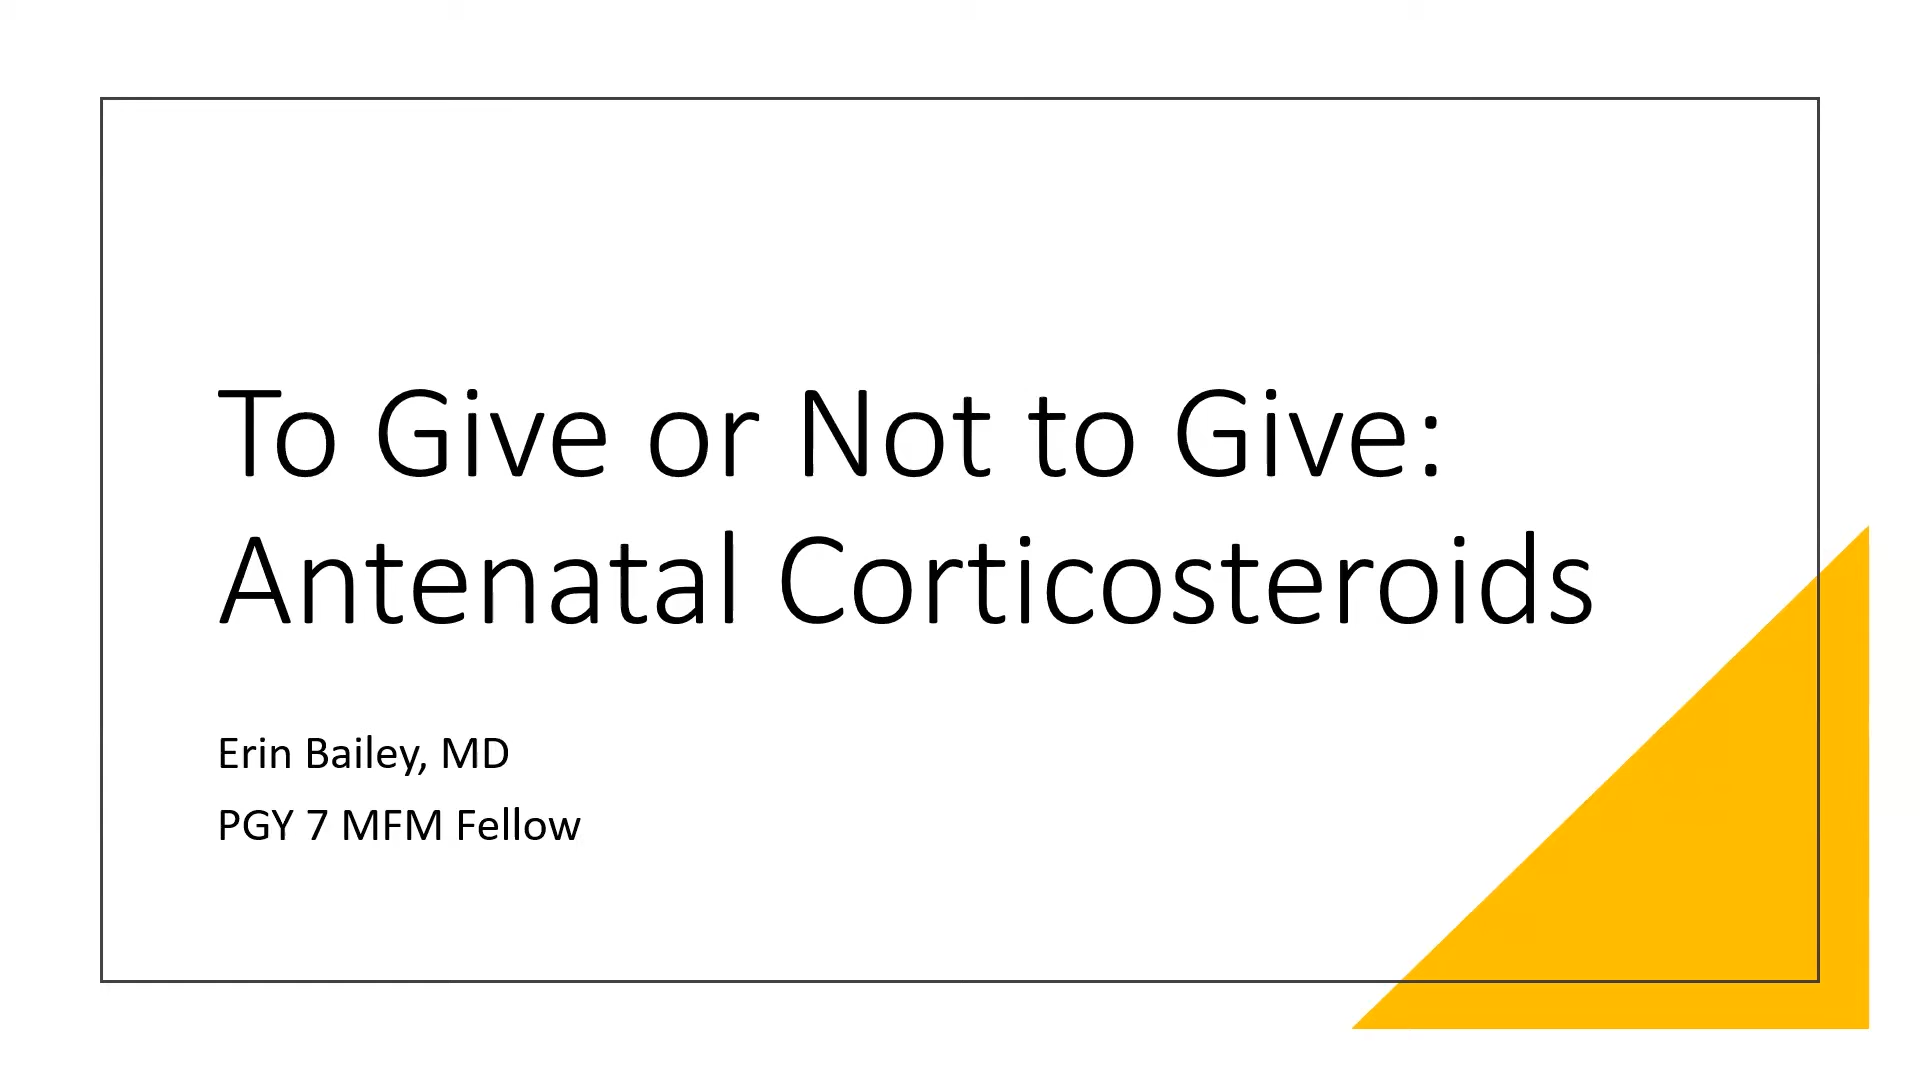 To Give or Not to Give:
Antenatal Corticosteroids
Erin Bailey, MD
PGY 7 MFM Fellow